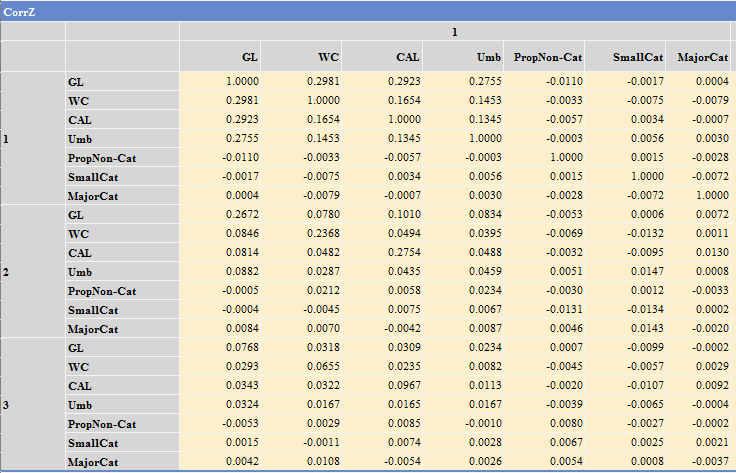 CorrZ
1
GL WC CAL Umb PropNon-Cat SmallCat MajorCat
GL 1.0000 0.2981 0.2923 0.2755 -0.0110 -0.0017 0.0004
WC 0.2981 1.0000 0.1654 0.1453 -0.0033 -0.0075 -0.0079
CAL 0.2923 0.1654 1.0000 0.1345 -0.0057 0.0034 -0.0007
1 Umb 0.2755 0.1453 0.1345 1.0000 -0.0003 0.0056 0.0030
PropNon-Cat -0.0110 -0.0033 -0.0057 -0.0003 1.0000 0.0015 -0.0028
SmallCat -0.0017 -0.0075 0.0034 0.0056 0.0015 1.0000 -0.0072
MajorCat 0.0004 -0.0079 -0.0007 0.0030 -0.0028 -0.0072 1.0000
GL 0.2672 0.0780 0.1010 0.0834 -0.0053 0.0006 0.0072
WC 0.0846 0.2368 0.0494 0.0395 -0.0069 -0.0132 0.0011
CAL 0.0814 0.0482 0.2754 0.0488 -0.0032 -0.0095 0.0130
2 Umb 0.0882 0.0287 0.0435 0.0459 0.0051 0.0147 0.0008
PropNon-Cat -0.0005 0.0212 0.0058 0.0234 -0.0030 0.0012 -0.0033
SmallCat -0.0004 -0.0045 0.0075 0.0067 -0.0131 -0.0134 0.0002
MajorCat 0.0084 0.0070 -0.0042 0.0087 0.0046 0.0143 -0.0020
GL 0.0768 0.0318 0.0309 0.0234 0.0007 -0.0099 -0.0002
WC 0.0293 0.0655 0.0235 0.0082 -0.0045 -0.0057 0.0029
CAL 0.0343 0.0322 0.0967 0.0113 -0.0020 -0.0107 0.0092
3 Umb 0.0324 0.0167 0.0165 0.0167 -0.0039 -0.0065 -0.0004
PropNon-Cat -0.0053 0.0029 0.0085 -0.0010 0.0080 -0.0027 -0.0002
SmallCat 0.0015 -0.0011 0.0074 0.0028 0.0067 0.0025 0.0021
MajorCat 0.0042 0.0108 -0.0054 0.0026 0.0054 0.0008 -0.0037